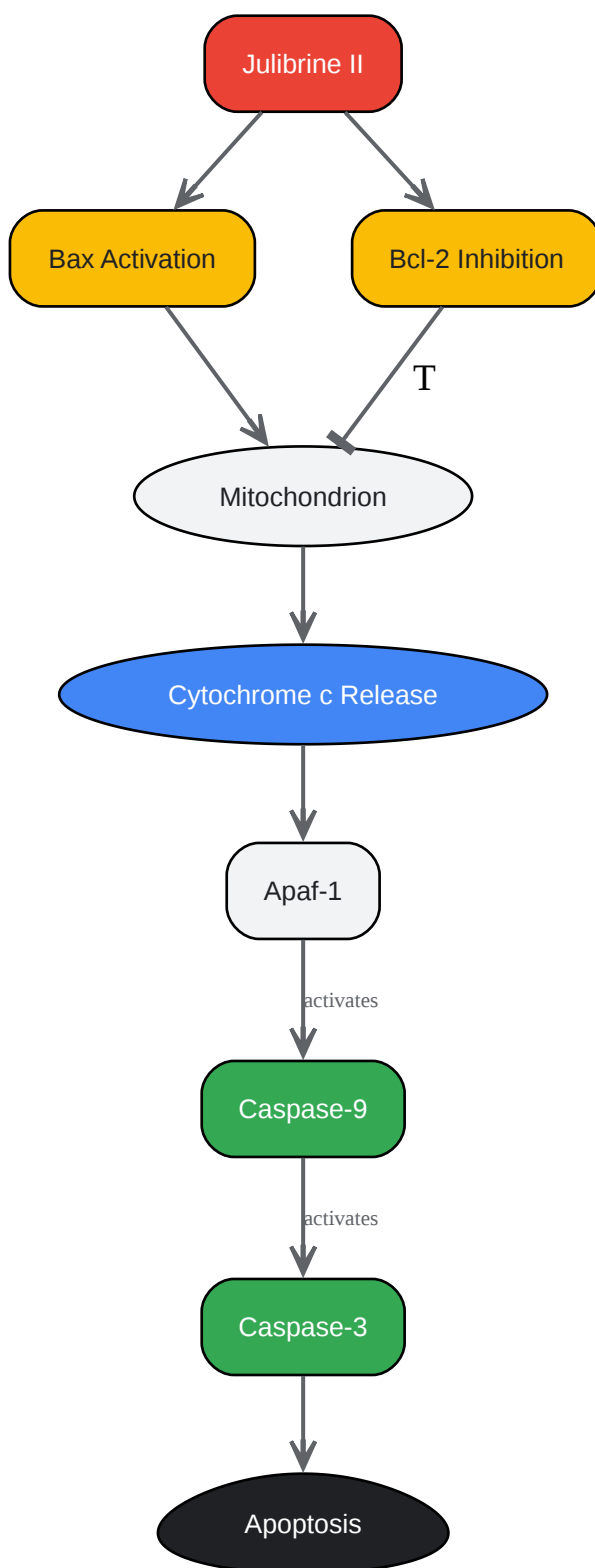 Julibrine II
Bax Activation
Bcl-2 Inhibition
T
Mitochondrion
Cytochrome c Release
Apaf-1
activates
Caspase-9
activates
Caspase-3
Apoptosis